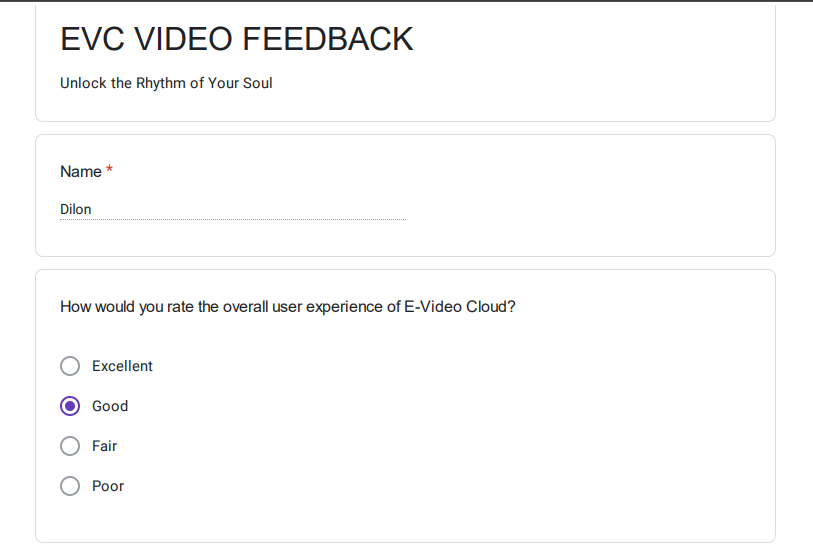 EVC VIDEO FEEDBACK
Unlock the Rhythm of Your Soul
Name *
Dilon
How would you rate the overall user experience of E-Video Cloud?
Excellent
Good
Fair
Poor